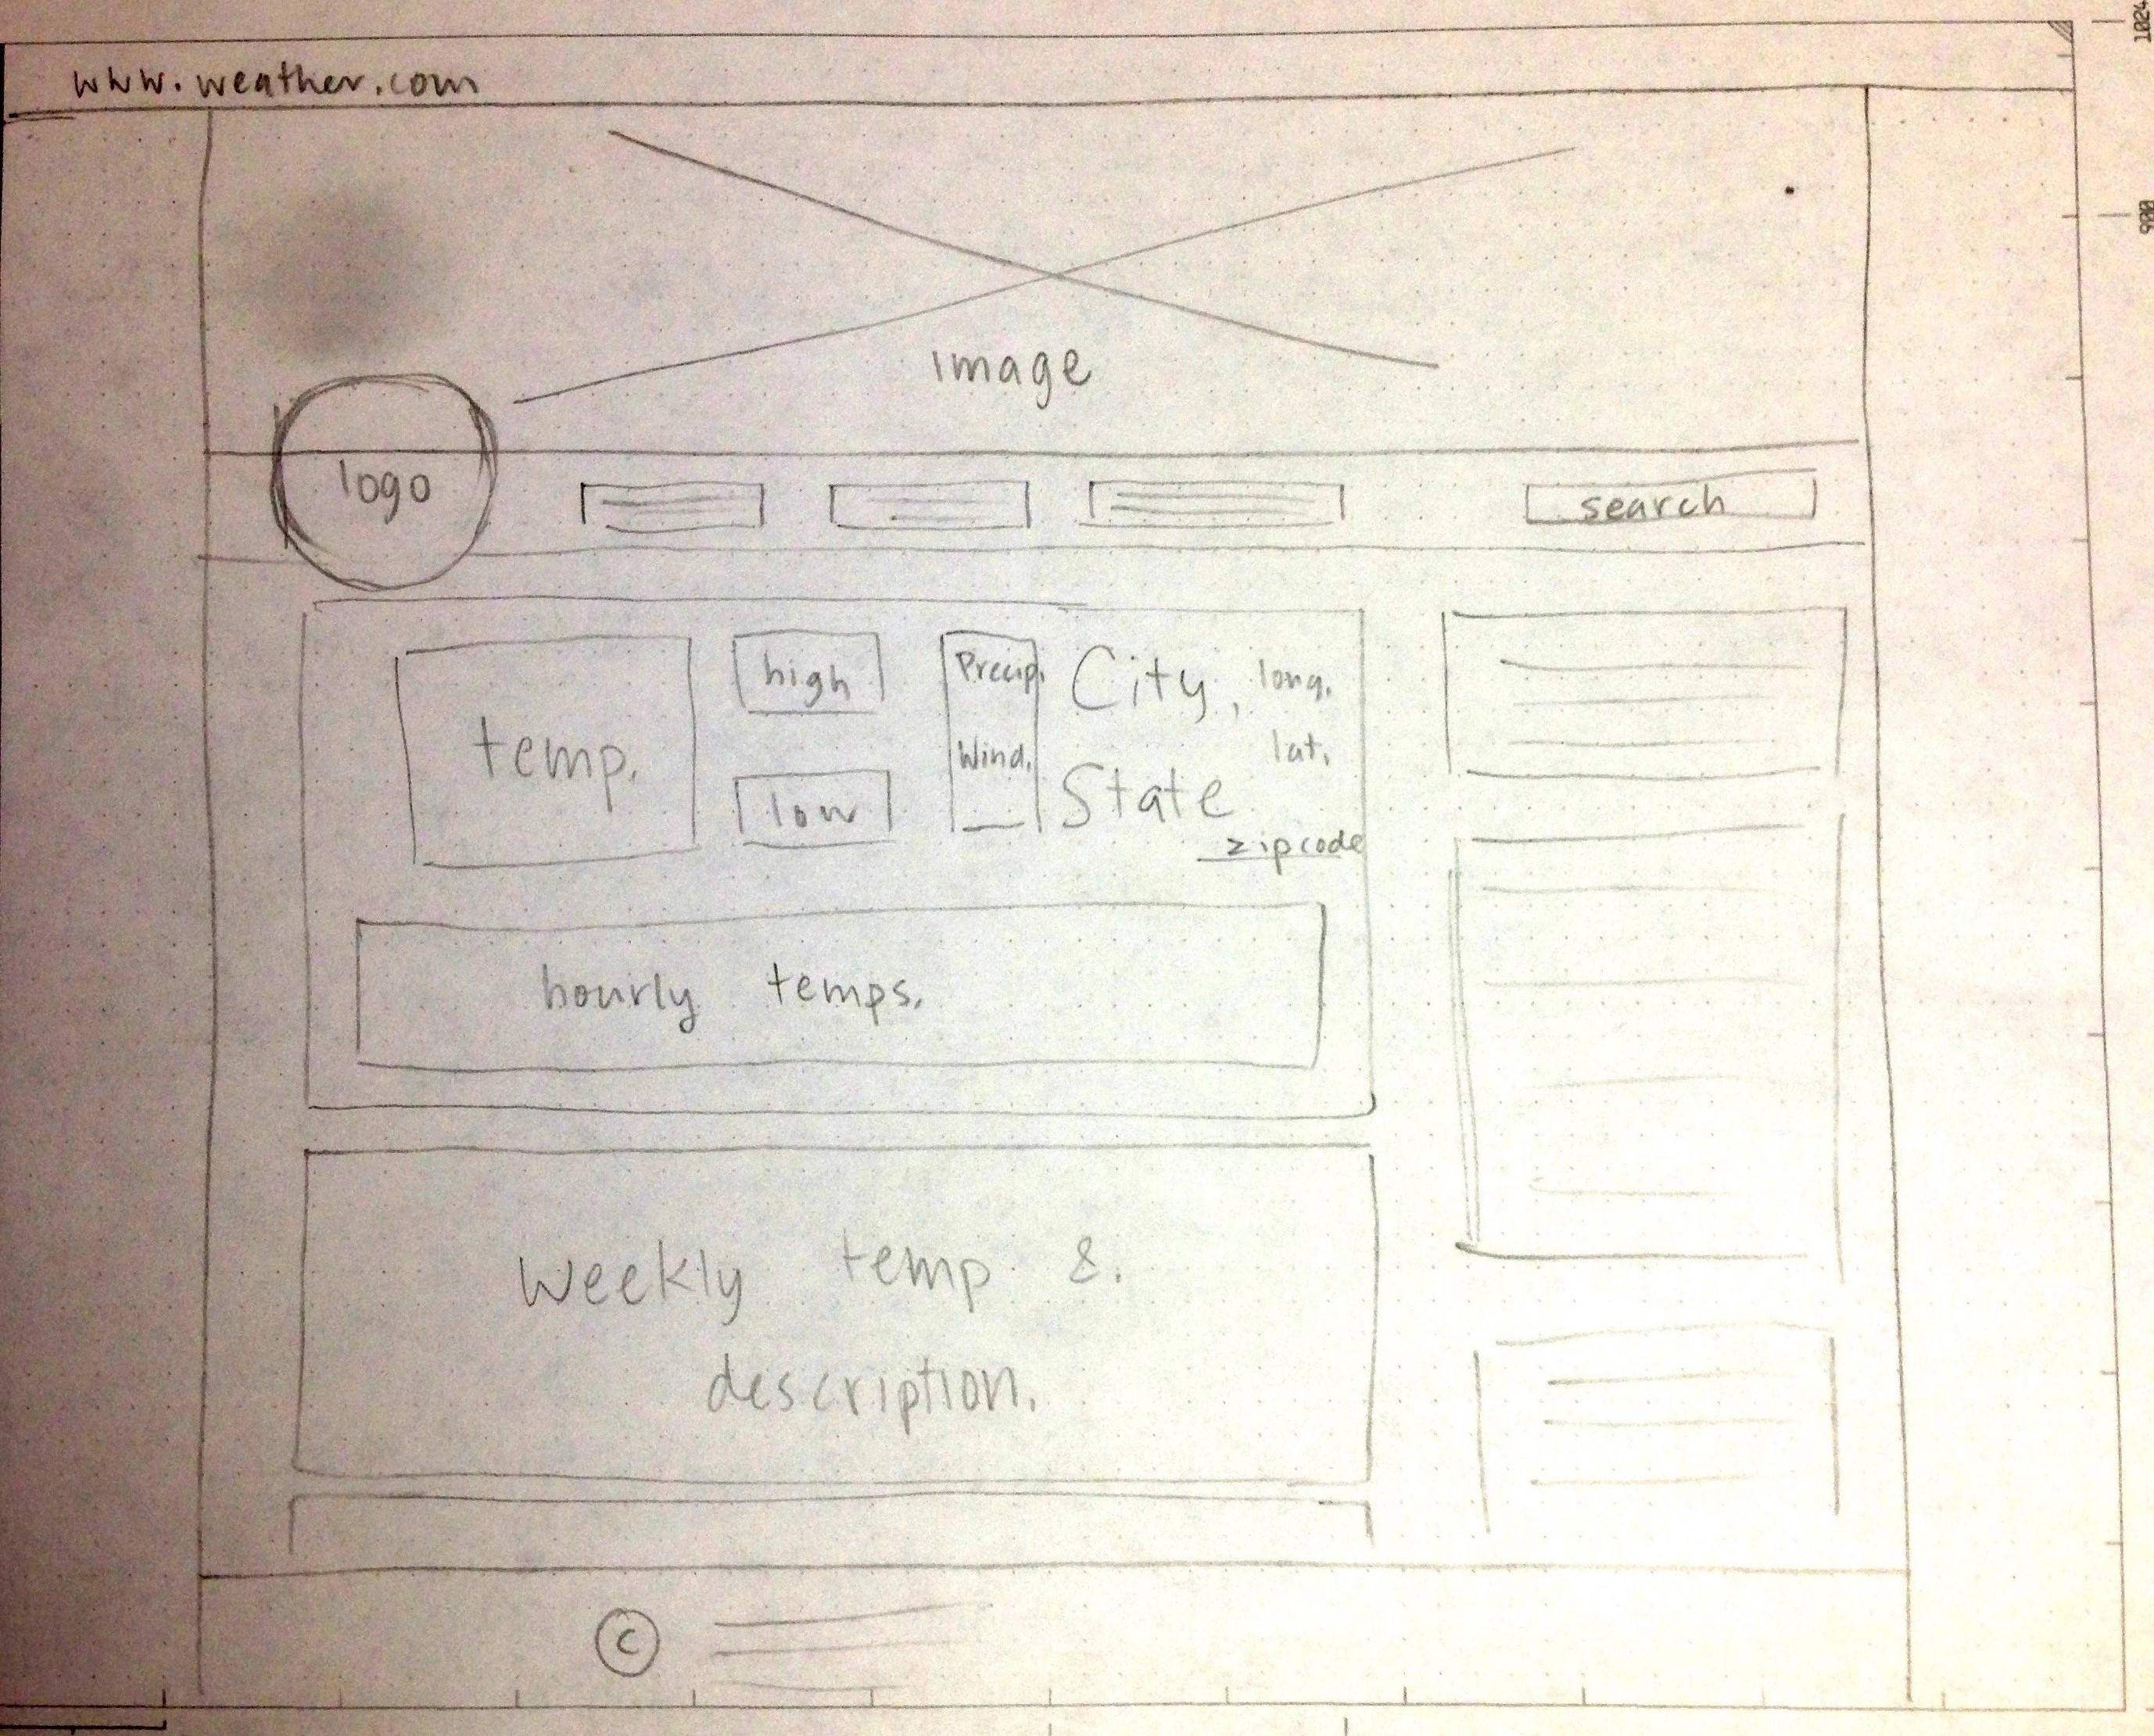 1024
www.weather.com
900
image
logo
search
high
Precip.
City, long.
temp.
Wind.
lat.
low
State
zipcode
hourly temps.
Weekly temp &.
description.
©